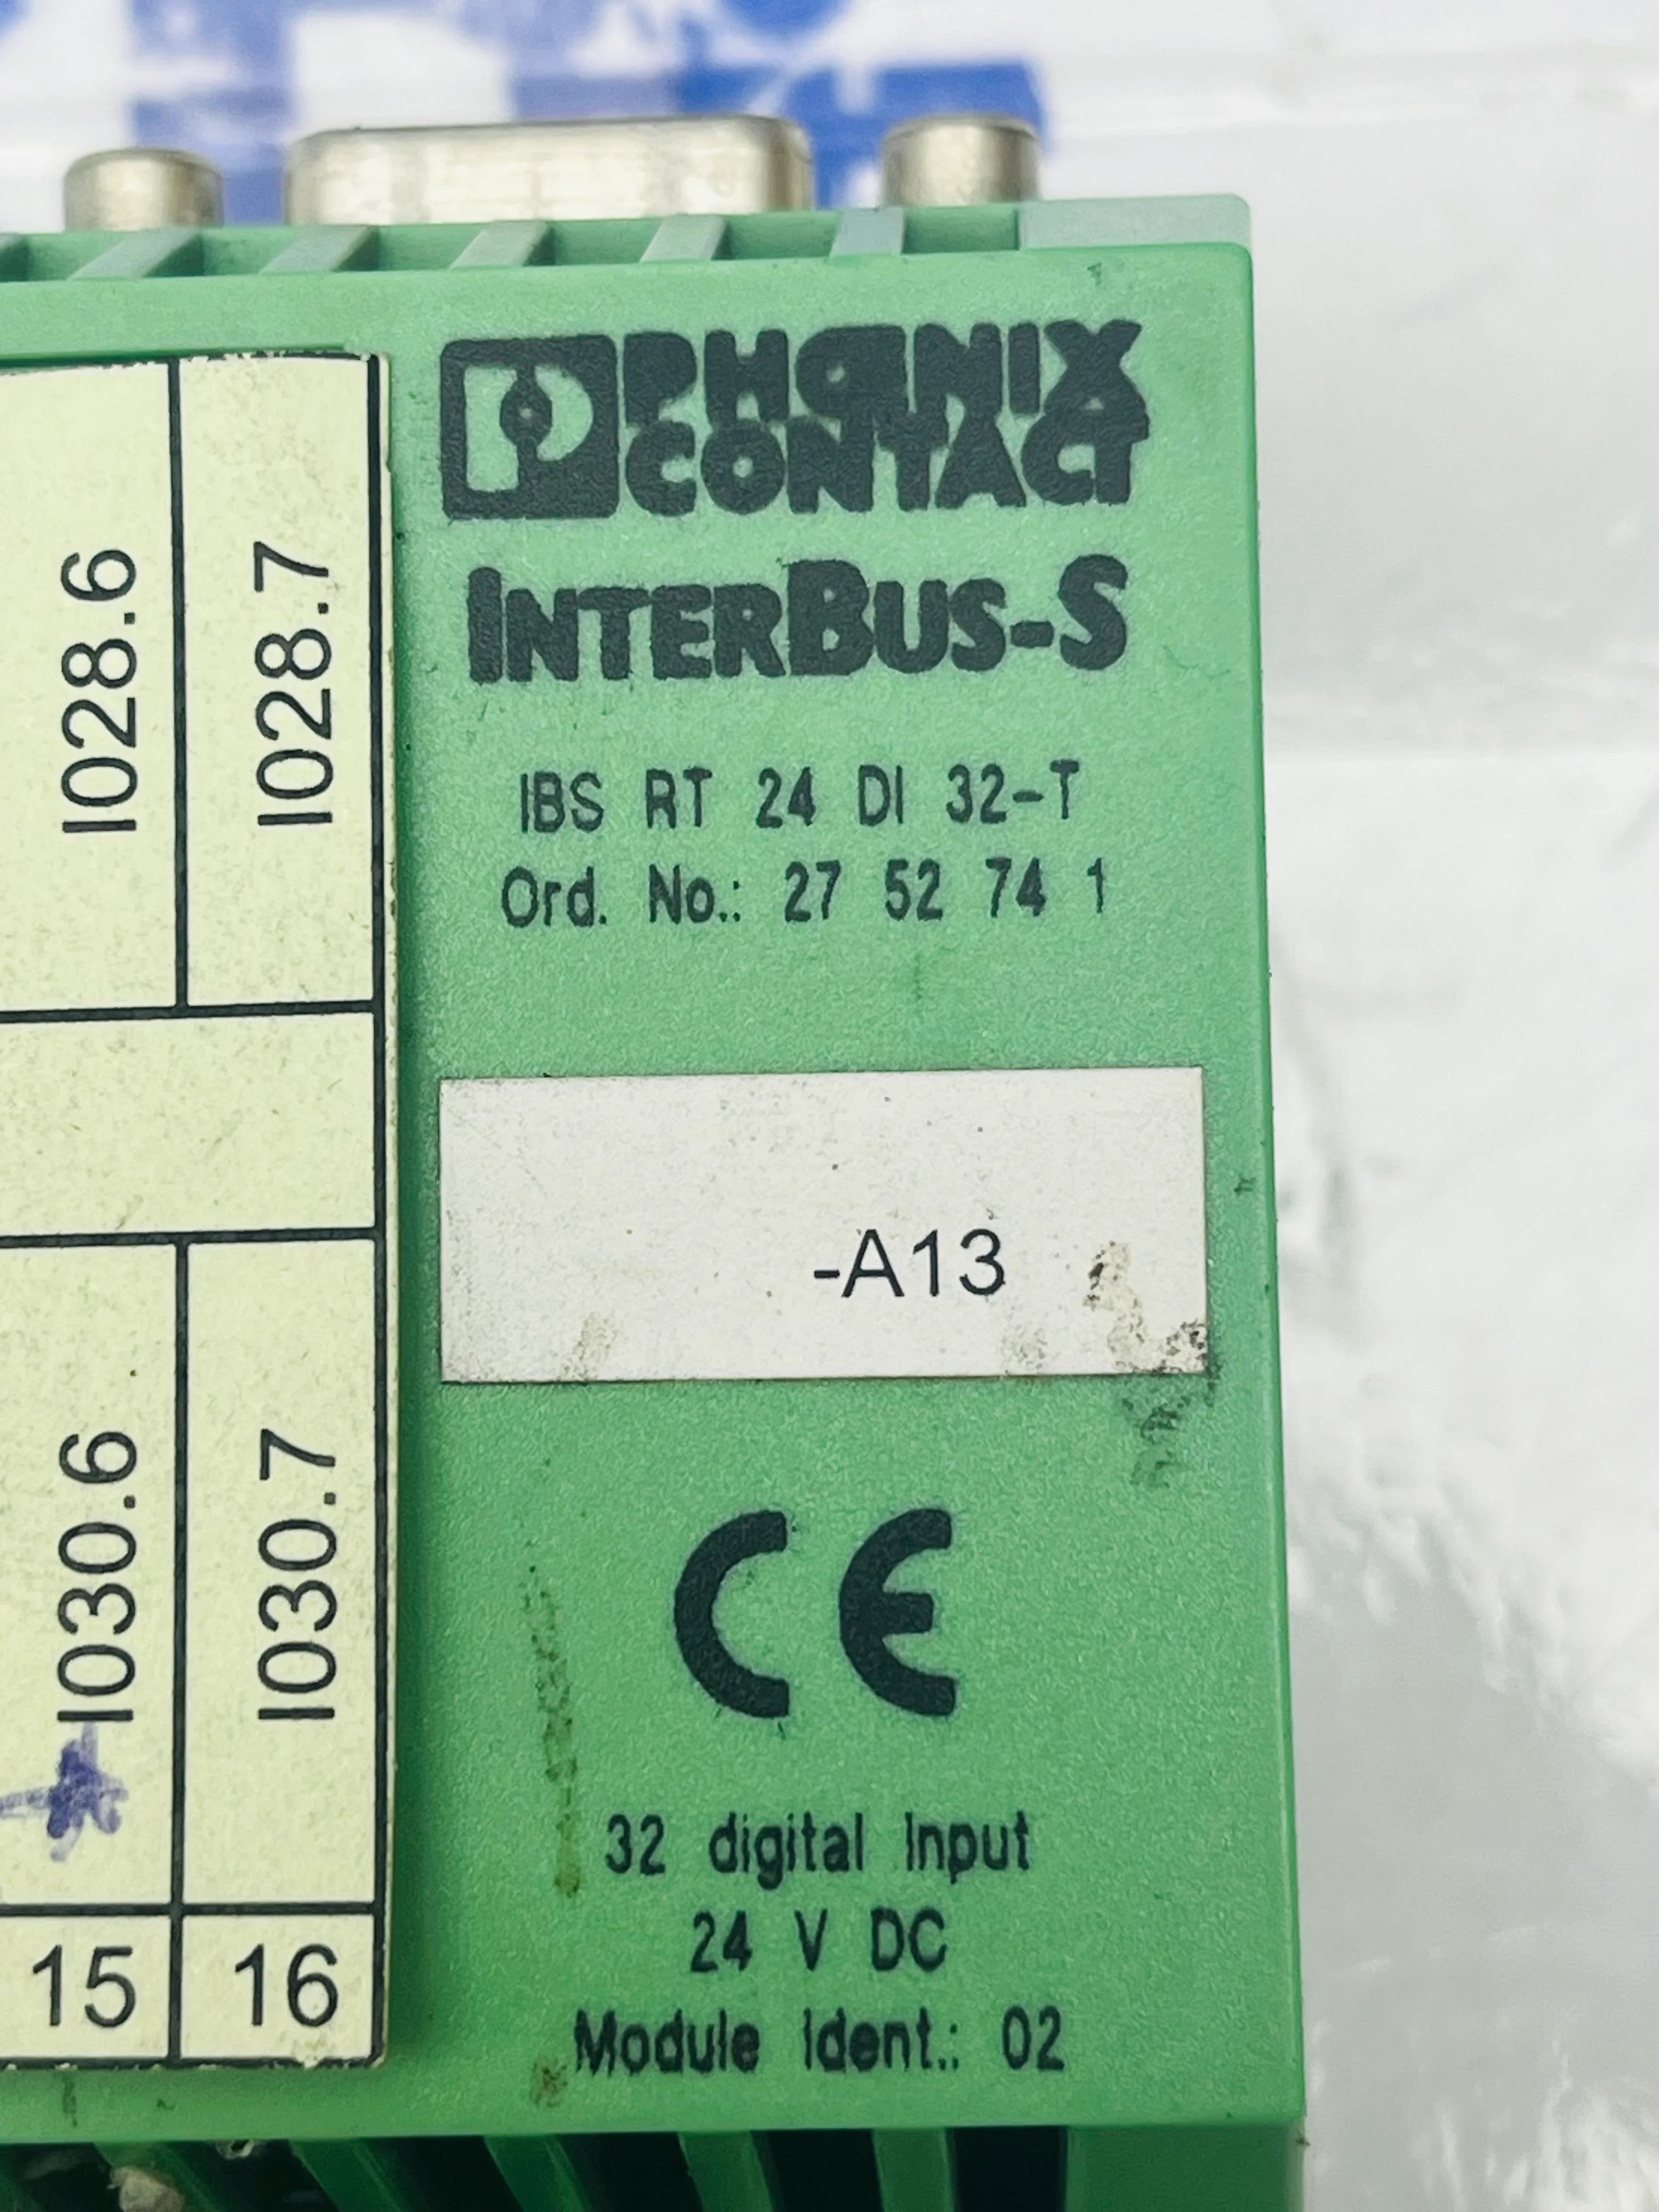 PHŒNIX
CONTACT
INTERBUS-S
IBS RT 24 DI 32-T
Ord. No.: 27 52 74 1
-A13
CE
32 digital Input
24 V DC
Module Ident.: 02
I028.6
I028.7
I030.6
I030.7
15
16